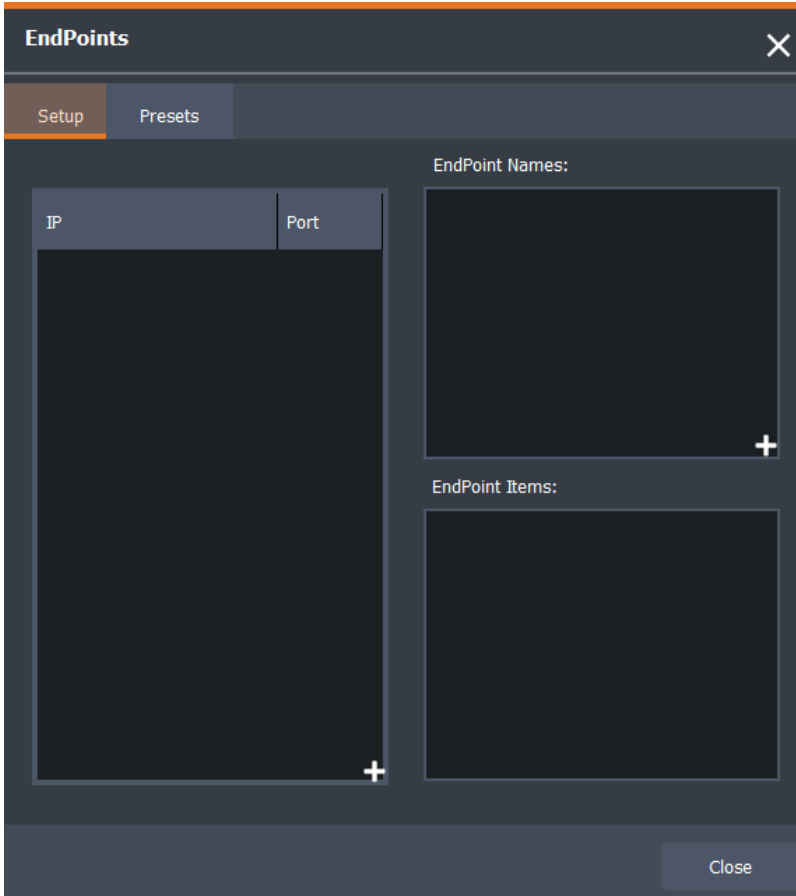 EndPoints
Setup
Presets
IP
Port
EndPoint Names:
EndPoint Items:
Close